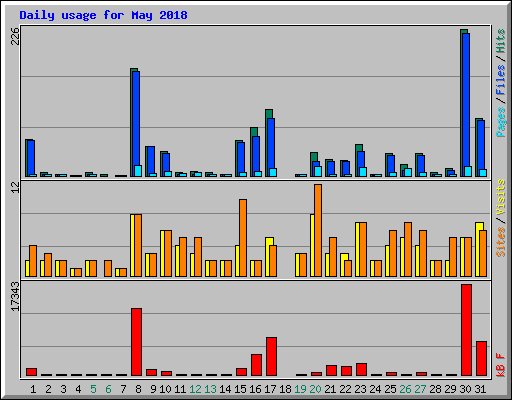 Daily usage for May 2018
226
Pages / Files / Hits
12
Sites / Visits
17343
kB F
1 2 3 4 5 6 7 8 9 10 11 12 13 14 15 16 17 18 19 20 21 22 23 24 25 26 27 28 29 30 31